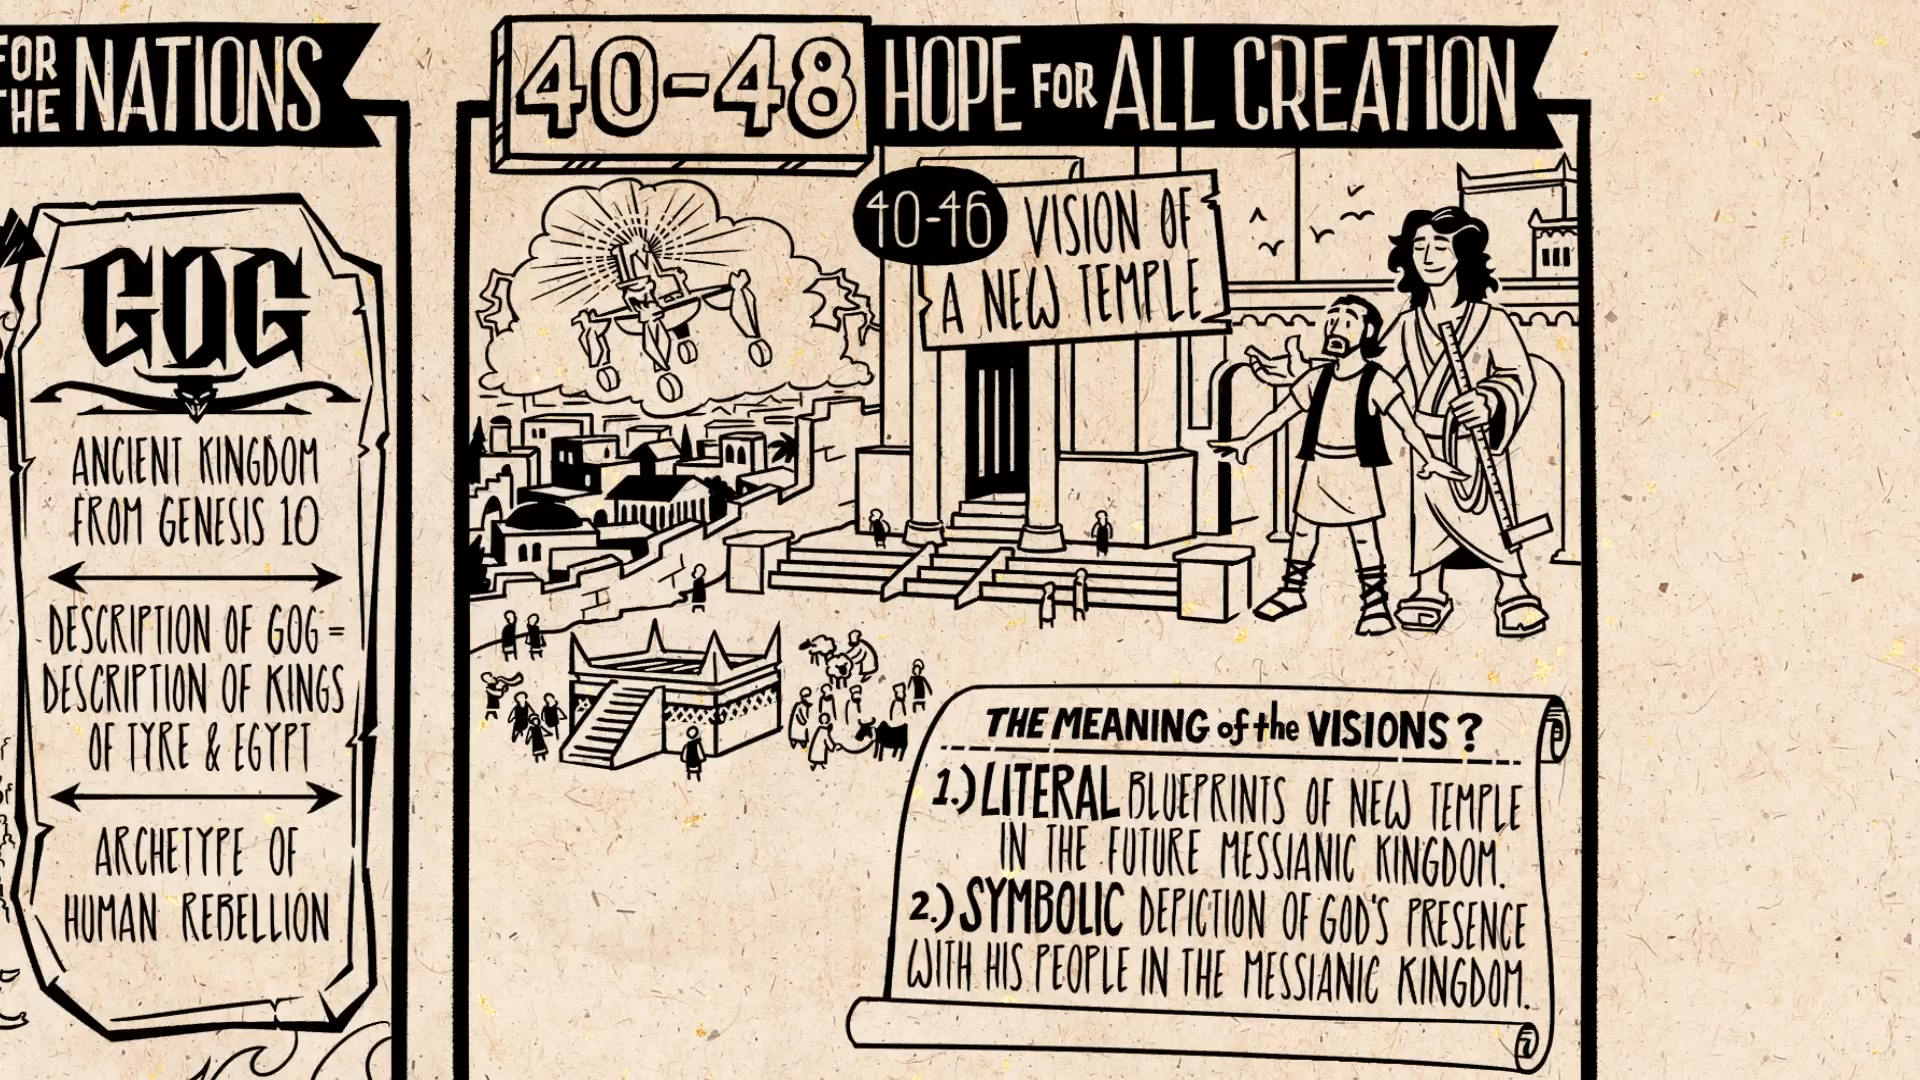 FOR
THE NATIONS
GOG
ANCIENT KINGDOM
FROM GENESIS 10
DESCRIPTION OF GOG =
DESCRIPTION OF KINGS
OF TYRE & EGYPT
ARCHETYPE OF
HUMAN REBELLION
40-48 HOPE FOR ALL CREATION
40-46 VISION OF
A NEW TEMPLE
THE MEANING of the VISIONS?
1.) LITERAL BLUEPRINTS OF NEW TEMPLE
IN THE FUTURE MESSIANIC KINGDOM.
2.) SYMBOLIC DEPICTION OF GOD'S PRESENCE
WITH HIS PEOPLE IN THE MESSIANIC KINGDOM.